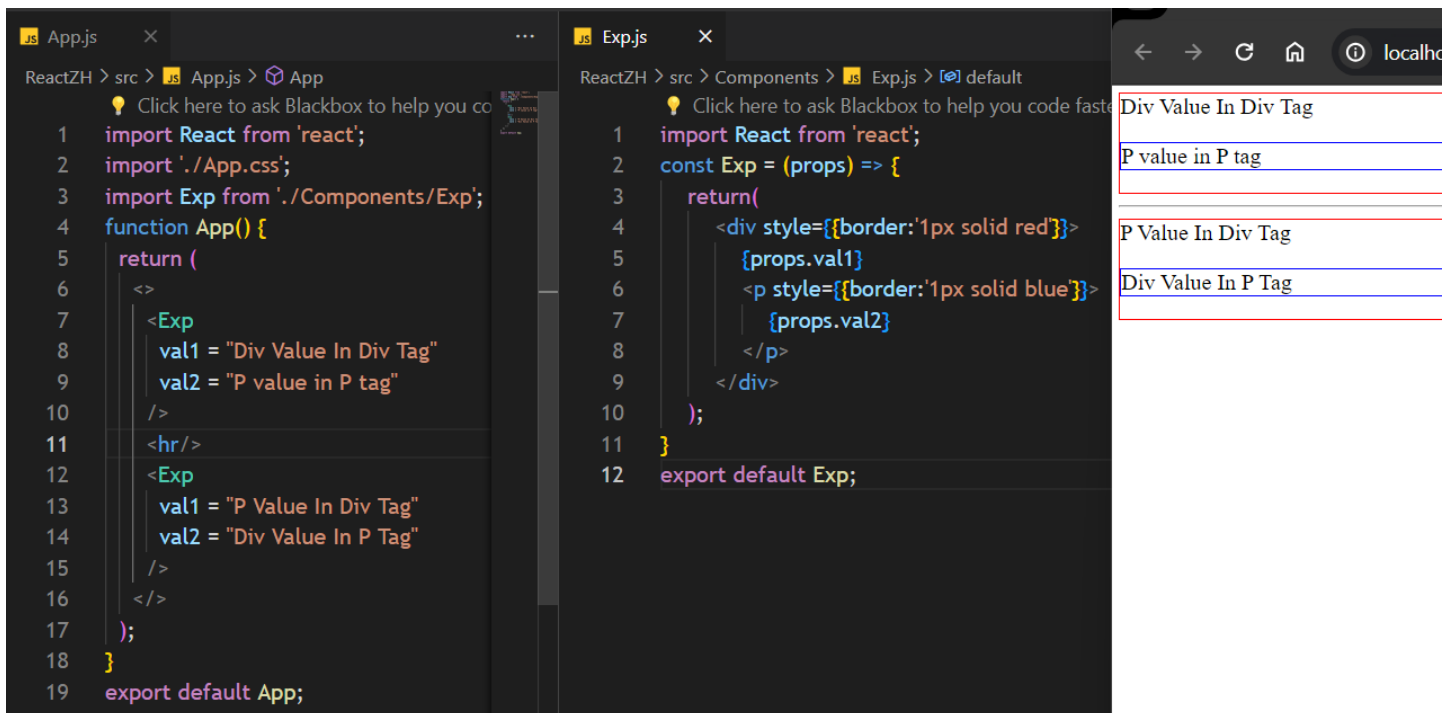 JS App.js ×
...
ReactZH > src > JS App.js > App
Click here to ask Blackbox to help you co
1 import React from 'react';
2 import './App.css';
3 import Exp from './Components/Exp';
4 function App() {
5 return (
6 <>
7 <Exp
8 val1 = "Div Value In Div Tag"
9 val2 = "P value in P tag"
10 />
11 <hr/>
12 <Exp
13 val1 = "P Value In Div Tag"
14 val2 = "Div Value In P Tag"
15 />
16 </>
17 );
18 }
19 export default App;
JS Exp.js ×
ReactZH > src > Components > JS Exp.js > default
Click here to ask Blackbox to help you code faste
1 import React from 'react';
2 const Exp = (props) => {
3 return(
4 <div style={{border:'1px solid red'}}>
5 {props.val1}
6 <p style={{border:'1px solid blue'}}>
7 {props.val2}
8 </p>
9 </div>
10 );
11 }
12 export default Exp;
localho
Div Value In Div Tag
P value in P tag
P Value In Div Tag
Div Value In P Tag